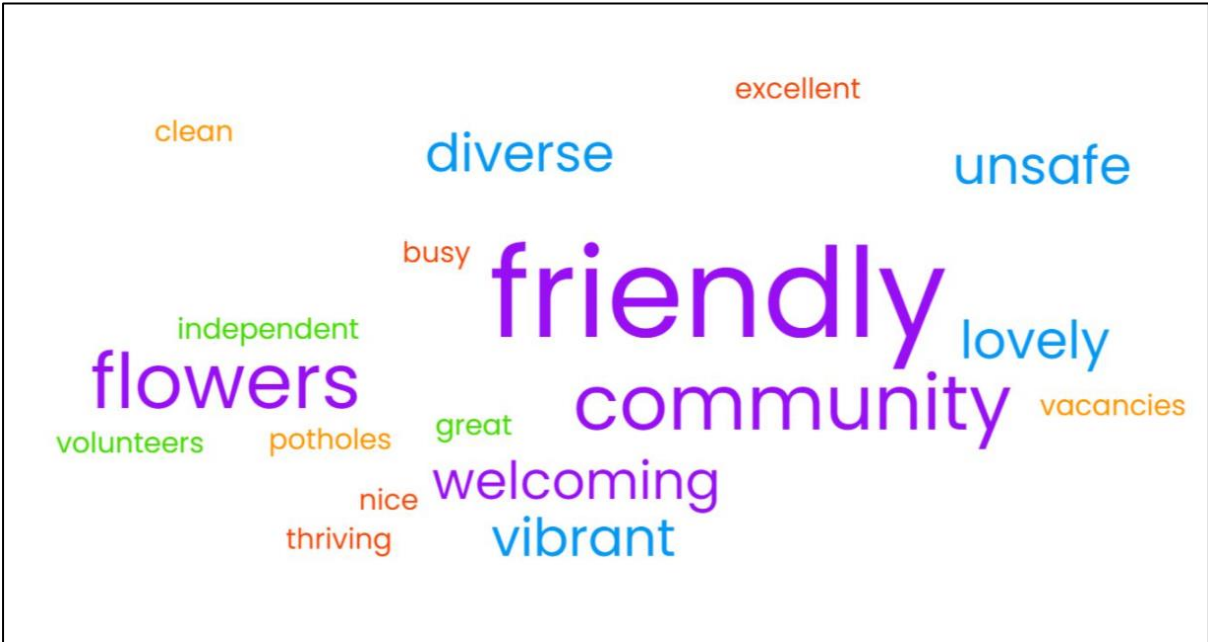 excellent
clean
diverse
unsafe
busy
friendly
independent
lovely
flowers
community
vacancies
great
volunteers
potholes
welcoming
nice
vibrant
thriving